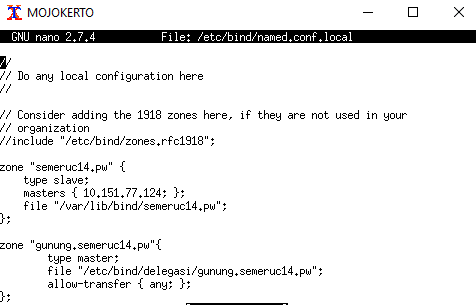 MOJOKERTO
GNU nano 2.7.4 File: /etc/bind/named.conf.local
//
// Do any local configuration here
//
// Consider adding the 1918 zones here, if they are not used in your
// organization
//include "/etc/bind/zones.rfc1918";
zone "semeruc14.pw" {
type slave;
masters { 10.151.77.124; };
file "/var/lib/bind/semeruc14.pw";
};
zone "gunung.semeruc14.pw"{
type master;
file "/etc/bind/delegasi/gunung.semeruc14.pw";
allow-transfer { any; };
};